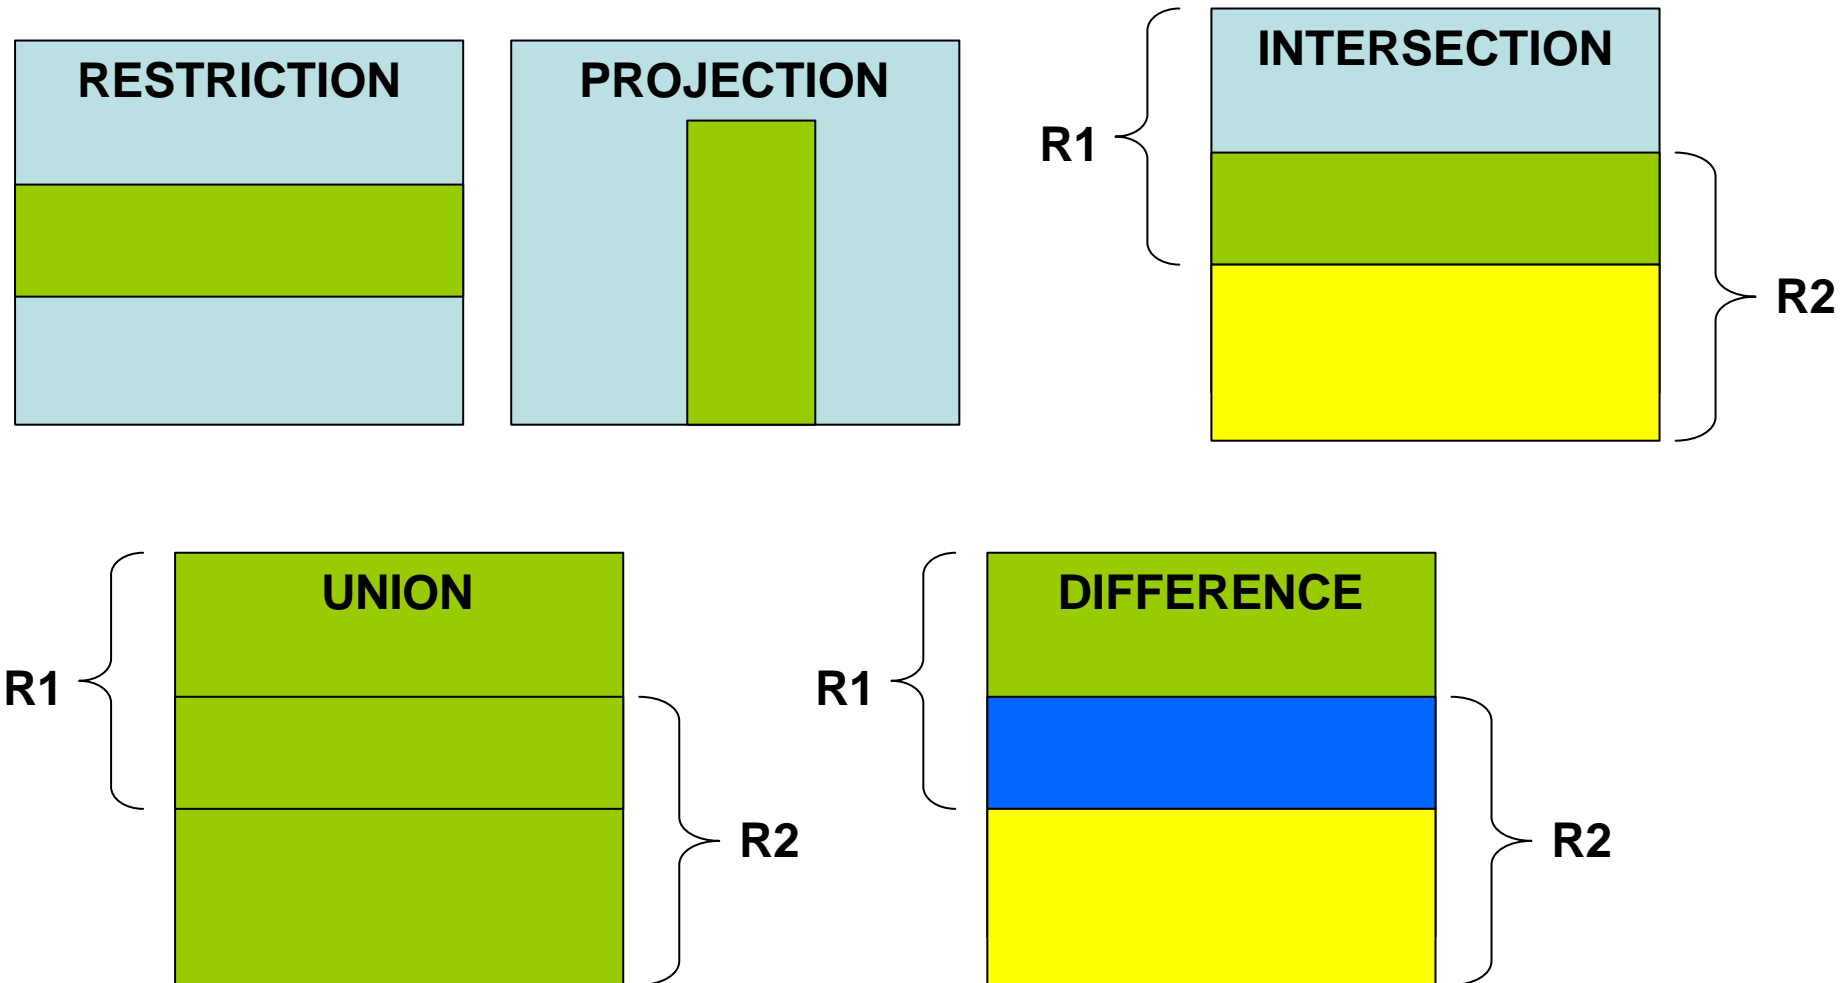 RESTRICTION
PROJECTION
INTERSECTION
R1
R2
UNION
R1
R2
DIFFERENCE
R1
R2